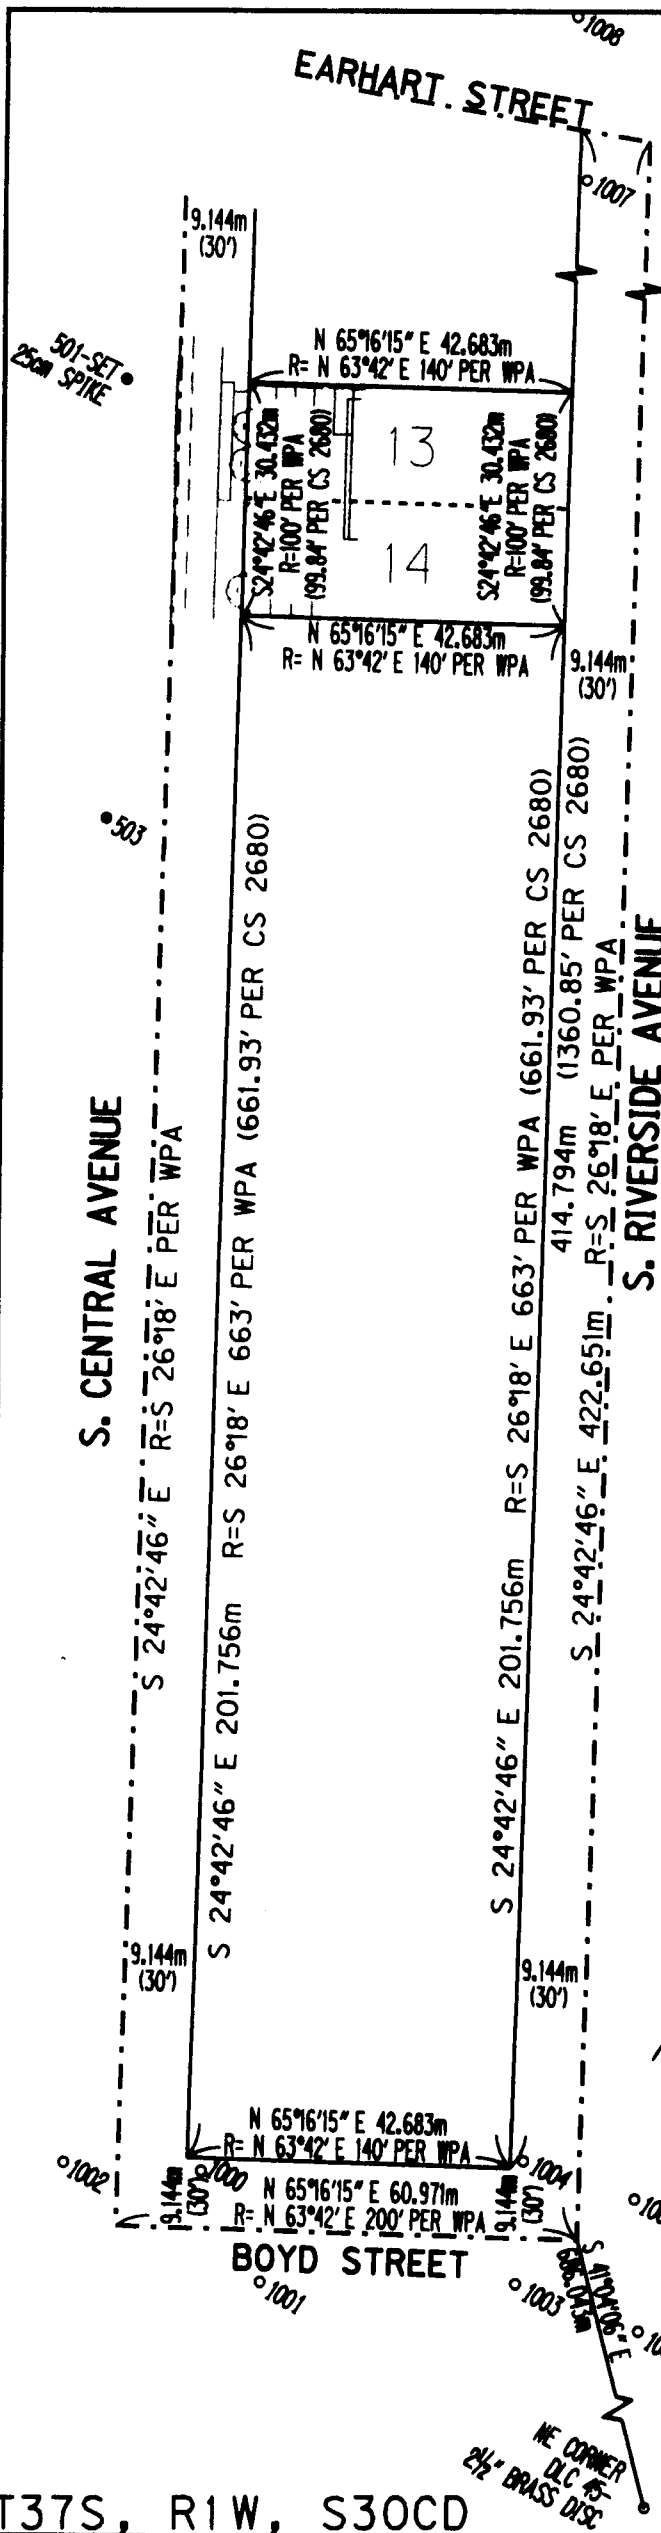 1008
EARHART STREET
1007
9.144m
(30')
501-SET
25cm SPIKE
N 65°16'15" E 42.683m
R= N 63°42' E 140' PER WPA
S24°42'46"E 30.432m
R=100' PER WPA
(99.84' PER CS 2680)
13
14
S24°42'46"E 30.432m
R=100' PER WPA
(99.84' PER CS 2680)
N 65°16'15" E 42.683m
R= N 63°42' E 140' PER WPA
9.144m
(30')
503
S. CENTRAL AVENUE
S 24°42'46" E R=S 26°18' E PER WPA
S 24°42'46" E 201.756m R=S 26°18' E 663' PER WPA (661.93' PER CS 2680)
S 24°42'46" E 201.756m R=S 26°18' E 663' PER WPA (661.93' PER CS 2680)
414.794m (1360.85' PER CS 2680)
S 24°42'46" E 422.651m R=S 26°18' E PER WPA
S. RIVERSIDE AVENUE
9.144m
(30')
9.144m
(30')
N 65°16'15" E 42.683m
R= N 63°42' E 140' PER WPA
1002
1000
1004
9.144m
(30')
N 65°16'15" E 60.971m
R= N 63°42' E 200' PER WPA
9.144m
(30')
BOYD STREET
1001
1003
S 41°04'06" E
NE CORNER
DLC 45-
2½" BRASS DISC
T37S, R1W, S30CD